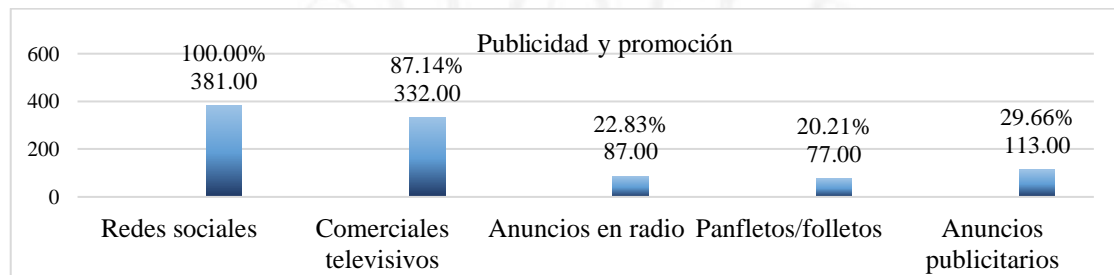 Publicidad y promoción
600
400
200
0
100.00%
381.00
87.14%
332.00
22.83%
87.00
20.21%
77.00
29.66%
113.00
Redes sociales
Comerciales
televisivos
Anuncios en radio
Panfletos/folletos
Anuncios
publicitarios